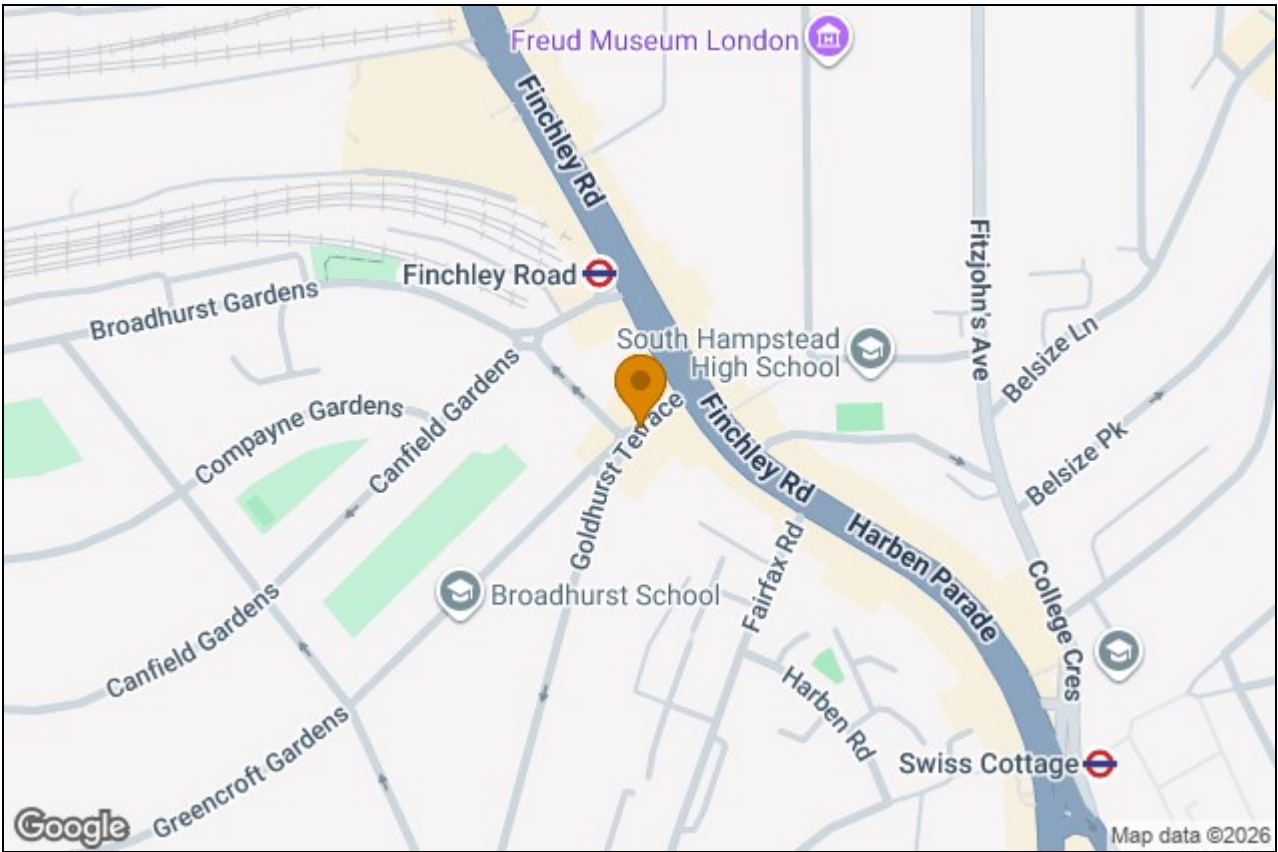 Freud Museum London
Finchley Rd
Finchley Road
Broadhurst Gardens
South Hampstead
High School
Fitzjohn's Ave
Belsize Ln
Compayne Gardens
Canfield Gardens
Goldhurst Terrace
Finchley Rd
Belsize Pk
Harben Parade
Fairfax Rd
Broadhurst School
College Cres
Canfield Gardens
Harben Rd
Greencroft Gardens
Swiss Cottage
Google
Map data ©2026